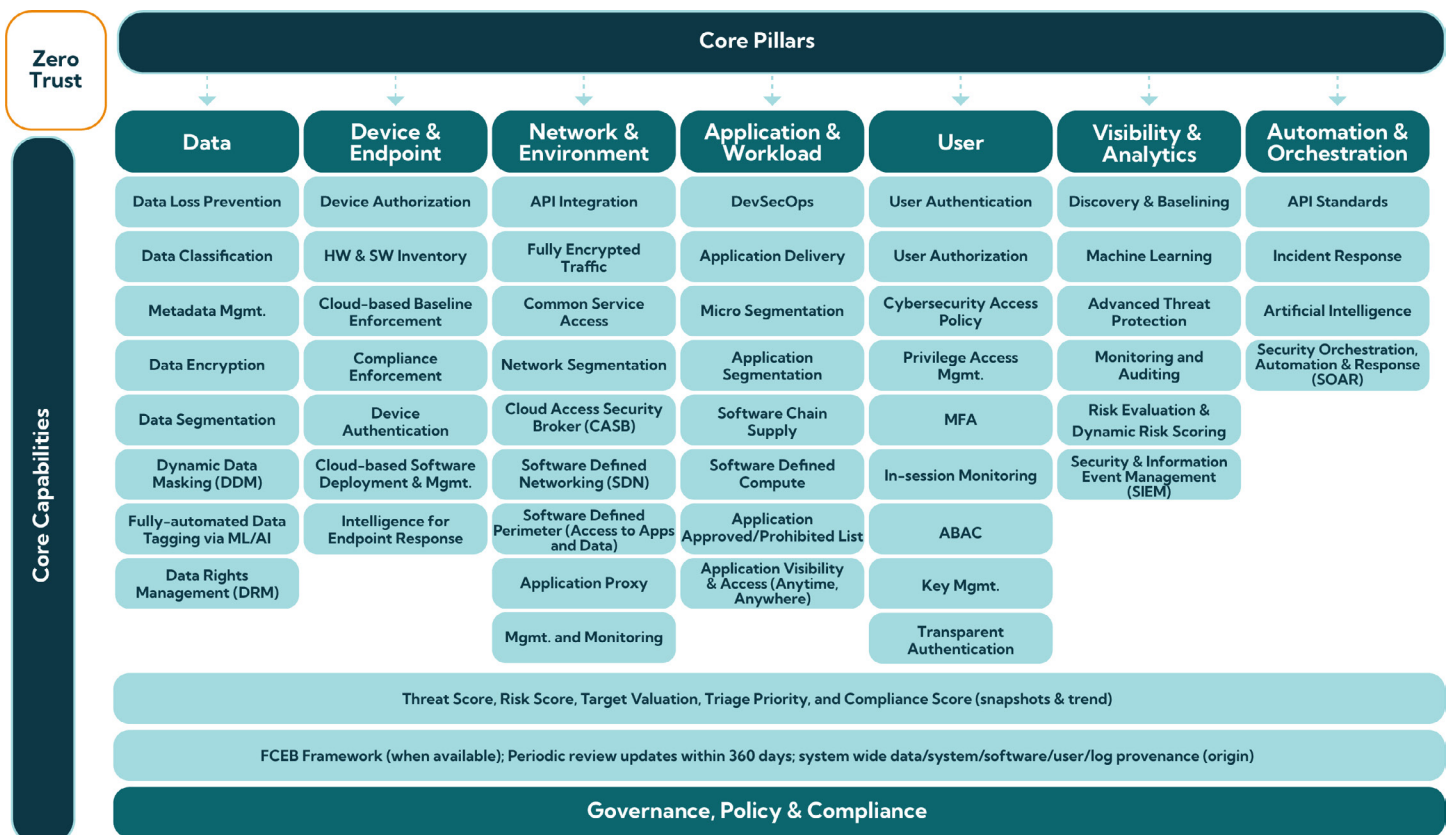 Zero
Trust
Core Pillars
Core Capabilities
Data
Data Loss Prevention
Data Classification
Metadata Mgmt.
Data Encryption
Data Segmentation
Dynamic Data
Masking (DDM)
Fully-automated Data
Tagging via ML/AI
Data Rights
Management (DRM)
Device &
Endpoint
Device Authorization
HW & SW Inventory
Cloud-based Baseline
Enforcement
Compliance
Enforcement
Device
Authentication
Cloud-based Software
Deployment & Mgmt.
Intelligence for
Endpoint Response
Network &
Environment
API Integration
Fully Encrypted
Traffic
Common Service
Access
Network Segmentation
Cloud Access Security
Broker (CASB)
Software Defined
Networking (SDN)
Software Defined
Perimeter (Access to Apps
and Data)
Application Proxy
Mgmt. and Monitoring
Application &
Workload
DevSecOps
Application Delivery
Micro Segmentation
Application
Segmentation
Software Chain
Supply
Software Defined
Compute
Application
Approved/Prohibited List
Application Visibility
& Access (Anytime,
Anywhere)
User
User Authentication
User Authorization
Cybersecurity Access
Policy
Privilege Access
Mgmt.
MFA
In-session Monitoring
ABAC
Key Mgmt.
Transparent
Authentication
Visibility &
Analytics
Discovery & Baselining
Machine Learning
Advanced Threat
Protection
Monitoring and
Auditing
Risk Evaluation &
Dynamic Risk Scoring
Security & Information
Event Management
(SIEM)
Automation &
Orchestration
API Standards
Incident Response
Artificial Intelligence
Security Orchestration,
Automation & Response
(SOAR)
Threat Score, Risk Score, Target Valuation, Triage Priority, and Compliance Score (snapshots & trend)
FCEB Framework (when available); Periodic review updates within 360 days; system wide data/system/software/user/log provenance (origin)
Governance, Policy & Compliance